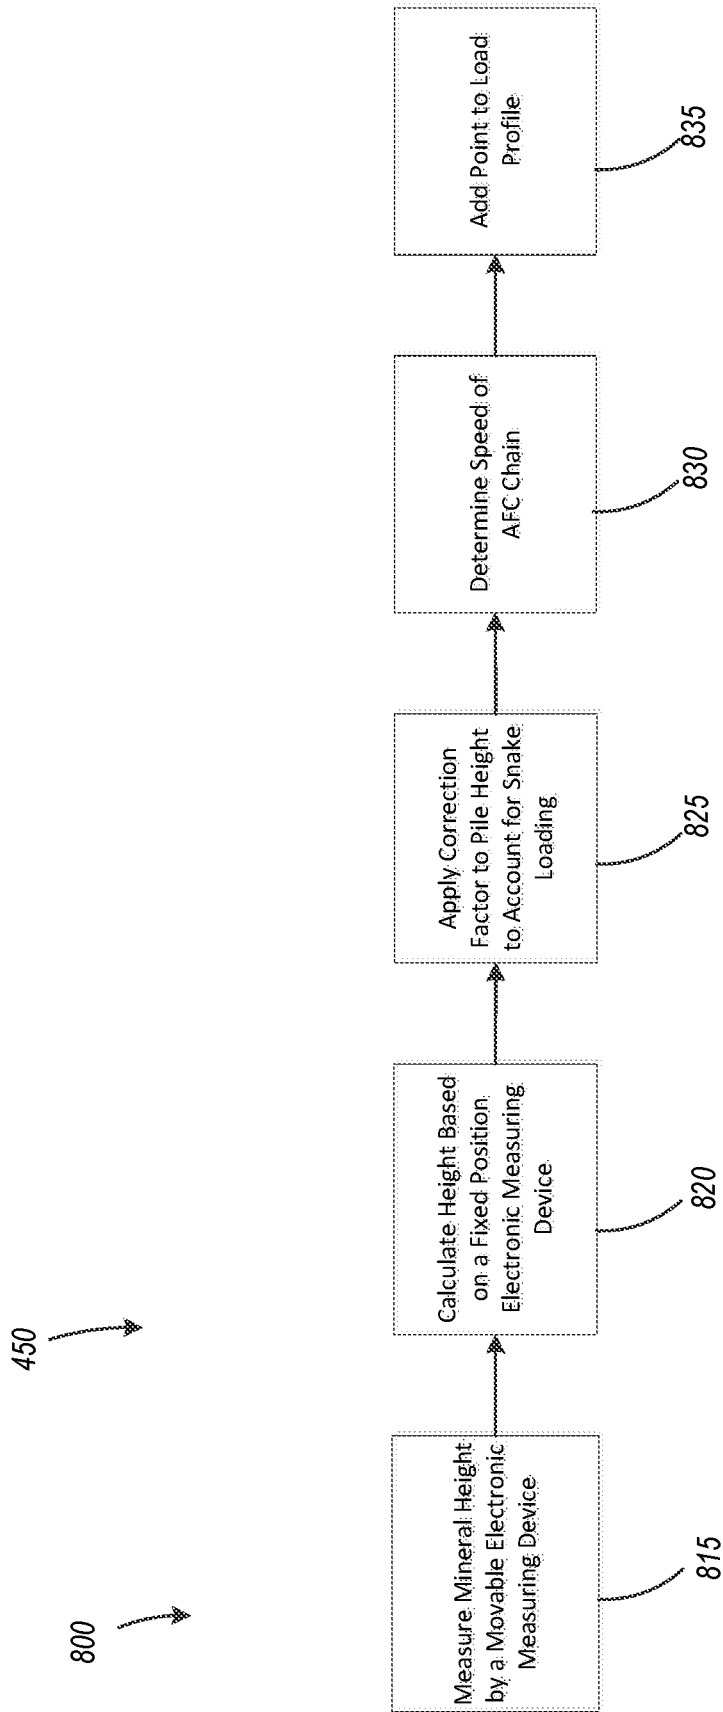 800
450
Measure Mineral Height
by a Movable Electronic
Measuring Device
815
Calculate Height Based
on a Fixed Position
Electronic Measuring
Device
820
Apply Correction
Factor to Pile Height
to Account for Snake
Loading
825
Determine Speed of
AFC Chain
830
Add Point to Load
Profile
835